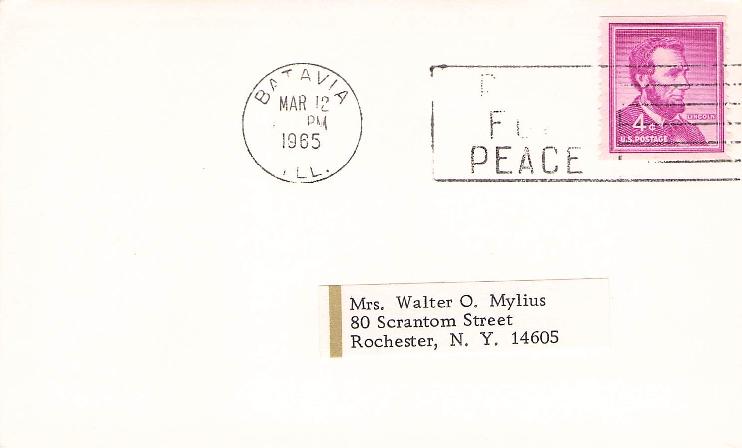 BATAVIA
MAR 12
PM
1965
ILL.
PEACE
LINCOLN
4¢
U.S. POSTAGE
Mrs. Walter O. Mylius
80 Scrantom Street
Rochester, N. Y. 14605